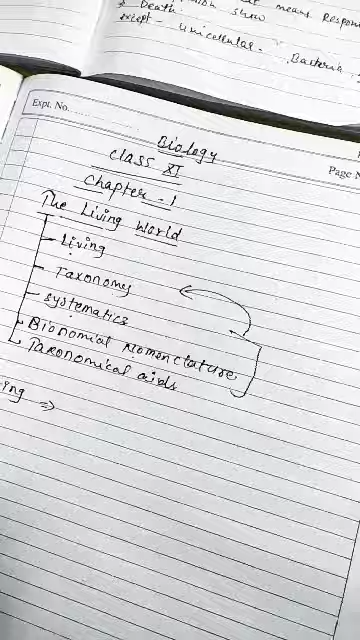 means Respon
* Death show
except - Unicellular. Bacteria
Expt. No.
Page N
Biology
Class XI
Chapter - 1
The Living World
Living
Taxonomy
systematics
Bionomial Nomenclature
Taxonomical aids
ing ⇒